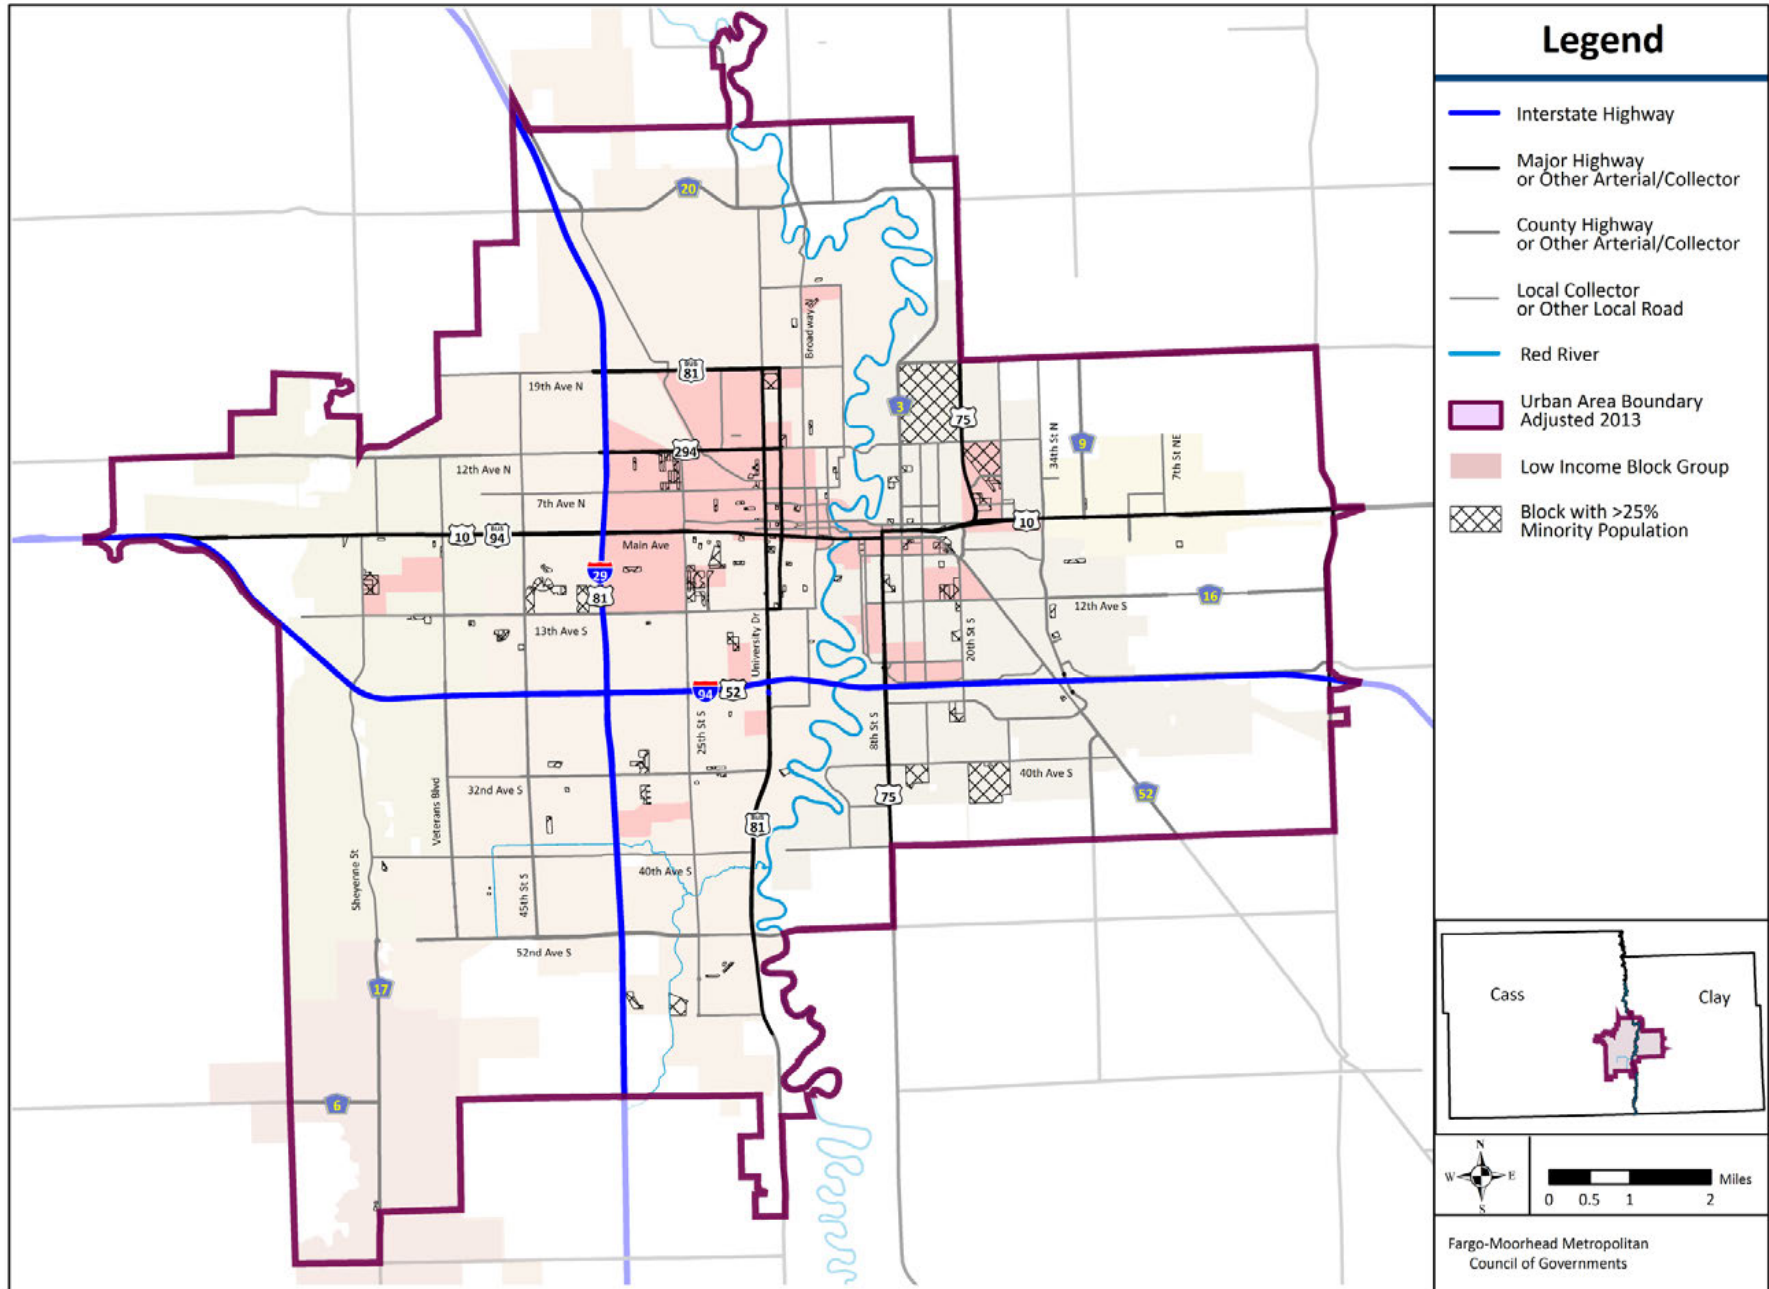 20
Broadway N
BUS
81
19th Ave N
3
75
294
12th Ave N
34th St N
9
7th St NE
7th Ave N
10
BUS
94
Main Ave
10
29
81
16
12th Ave S
13th Ave S
University Dr
20th St S
94
52
25th St S
8th St S
40th Ave S
32nd Ave S
Veterans Blvd
75
52
BUS
81
Sheyenne St
45th St S
40th Ave S
52nd Ave S
17
6
Legend
Interstate Highway
Major Highway
or Other Arterial/Collector
County Highway
or Other Arterial/Collector
Local Collector
or Other Local Road
Red River
Urban Area Boundary
Adjusted 2013
Low Income Block Group
Block with >25%
Minority Population
Cass
Clay
N
W
E
S
Miles
0 0.5 1 2
Fargo-Moorhead Metropolitan
Council of Governments